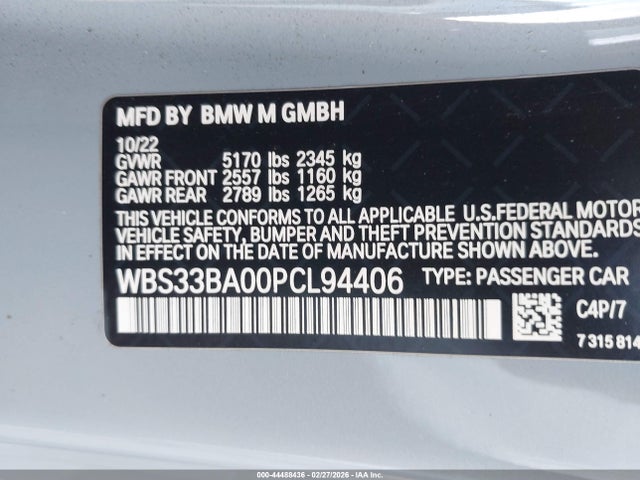 MFD BY BMW M GMBH
10/22
GVWR 5170 lbs 2345 kg
GAWR FRONT 2557 lbs 1160 kg
GAWR REAR 2789 lbs 1265 kg
THIS VEHICLE CONFORMS TO ALL APPLICABLE U.S.FEDERAL MOTOR
VEHICLE SAFETY, BUMPER AND THEFT PREVENTION STANDARDS
IN EFFECT ON THE DATE OF MANUFACTURE SHOWN ABOVE.
WBS33BA00PCL94406 TYPE: PASSENGER CAR
C4P/7
7 315 814
000-44488436 - 02/27/2026 - IAAI.com